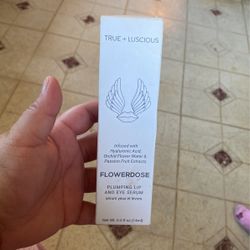 TRUE + LUSCIOUS
Infused with
Hyaluronic Acid
Orchid Flower Water &
Passion Fruit Extracts
FLOWERDOSE
PLUMPING LIP
AND EYE SERUM